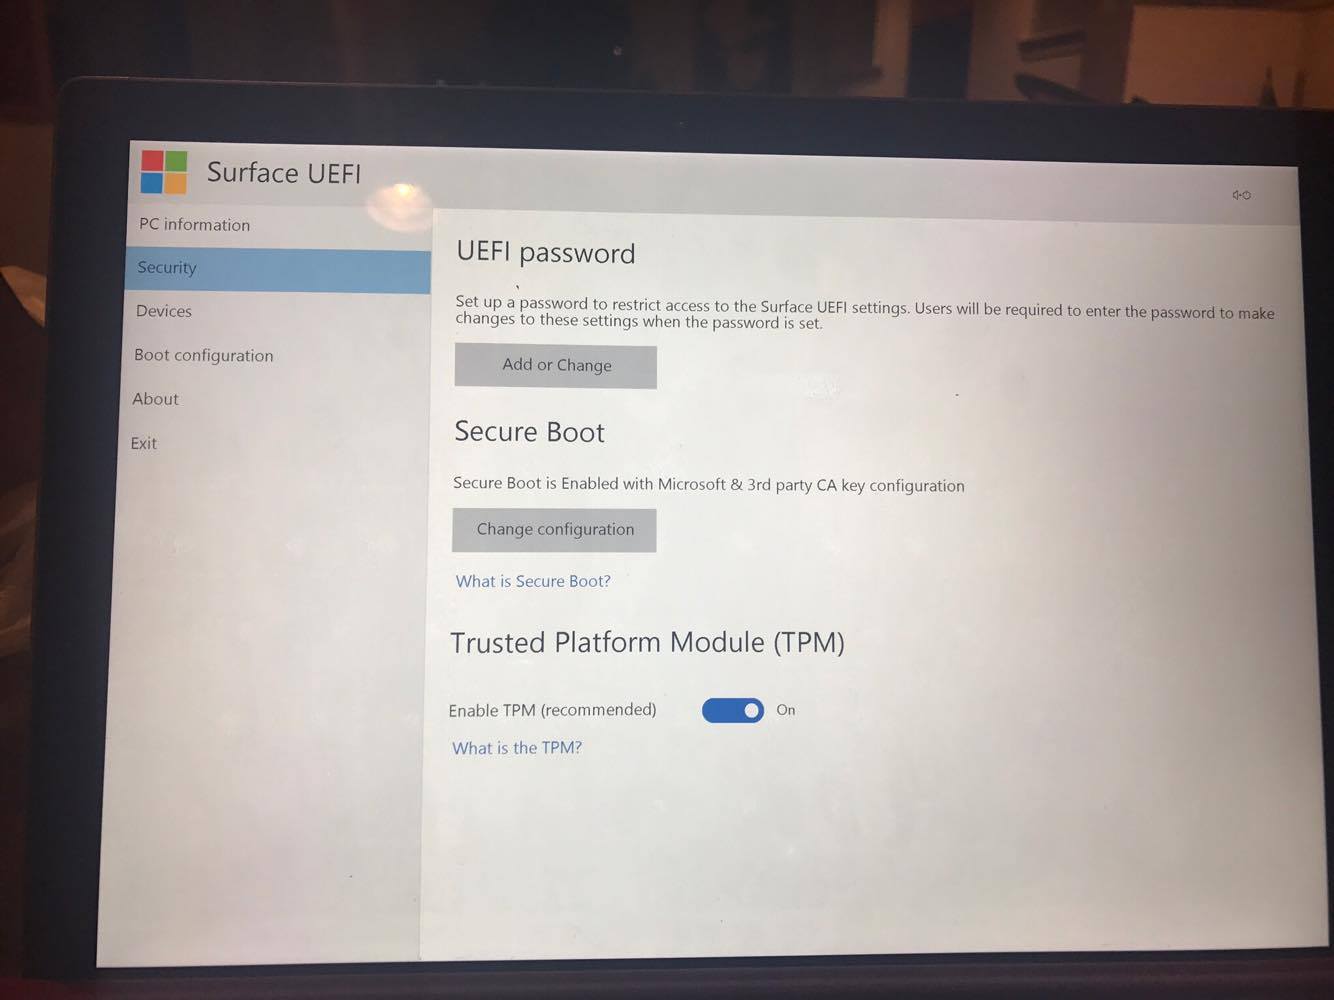 Surface UEFI
PC information
Security
Devices
Boot configuration
About
Exit
UEFI password
Set up a password to restrict access to the Surface UEFI settings. Users will be required to enter the password to make
changes to these settings when the password is set.
Add or Change
Secure Boot
Secure Boot is Enabled with Microsoft & 3rd party CA key configuration
Change configuration
What is Secure Boot?
Trusted Platform Module (TPM)
Enable TPM (recommended) On
What is the TPM?